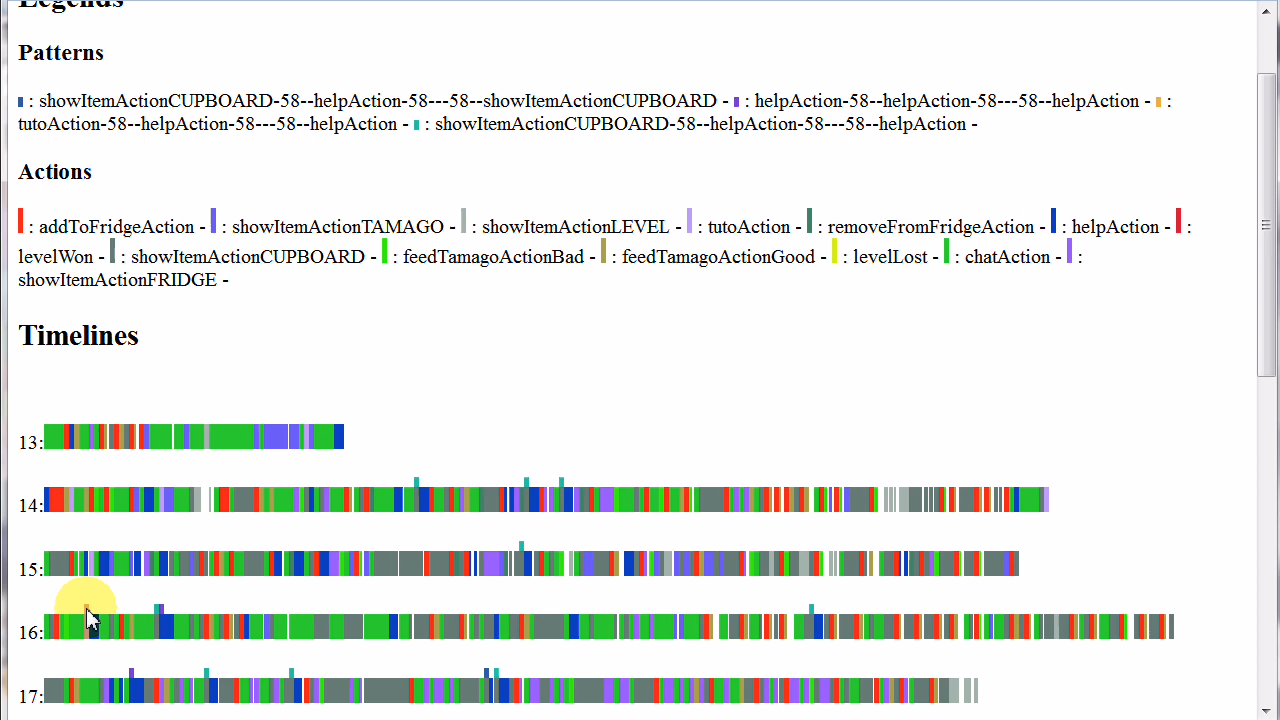 Legends
Patterns
: showItemActionCUPBOARD-58--helpAction-58---58--showItemActionCUPBOARD - : helpAction-58--helpAction-58---58--helpAction - :
tutoAction-58--helpAction-58---58--helpAction - : showItemActionCUPBOARD-58--helpAction-58---58--helpAction -
Actions
: addToFridgeAction - : showItemActionTAMAGO - : showItemActionLEVEL - : tutoAction - : removeFromFridgeAction - : helpAction - :
levelWon - : showItemActionCUPBOARD - : feedTamagoActionBad - : feedTamagoActionGood - : levelLost - : chatAction - :
showItemActionFRIDGE -
Timelines
13:
14:
15:
16:
17: